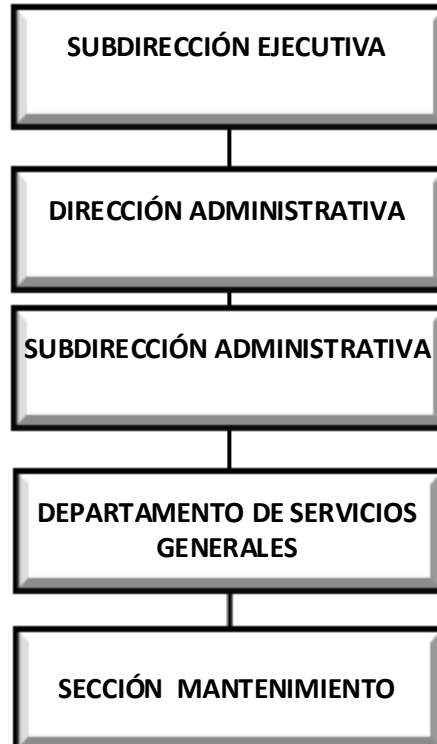 SUBDIRECCIÓN EJECUTIVA
DIRECCIÓN ADMINISTRATIVA
SUBDIRECCIÓN ADMINISTRATIVA
DEPARTAMENTO DE SERVICIOS
GENERALES
SECCIÓN MANTENIMIENTO